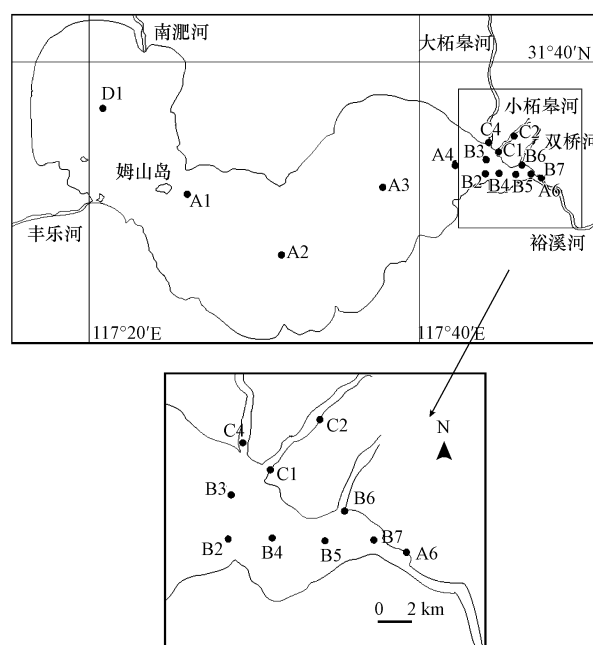 南淝河
大柘皋河
31°40′N
D1
小柘皋河
C4
C2
双桥河
C1
B3
B6
A4
B7
姆山岛
A3
B2
B4
B5
A6
A1
丰乐河
裕溪河
A2
117°20′E
117°40′E
C4
C2
N
C1
B3
B6
B2
B4
B5
B7
A6
0 2 km